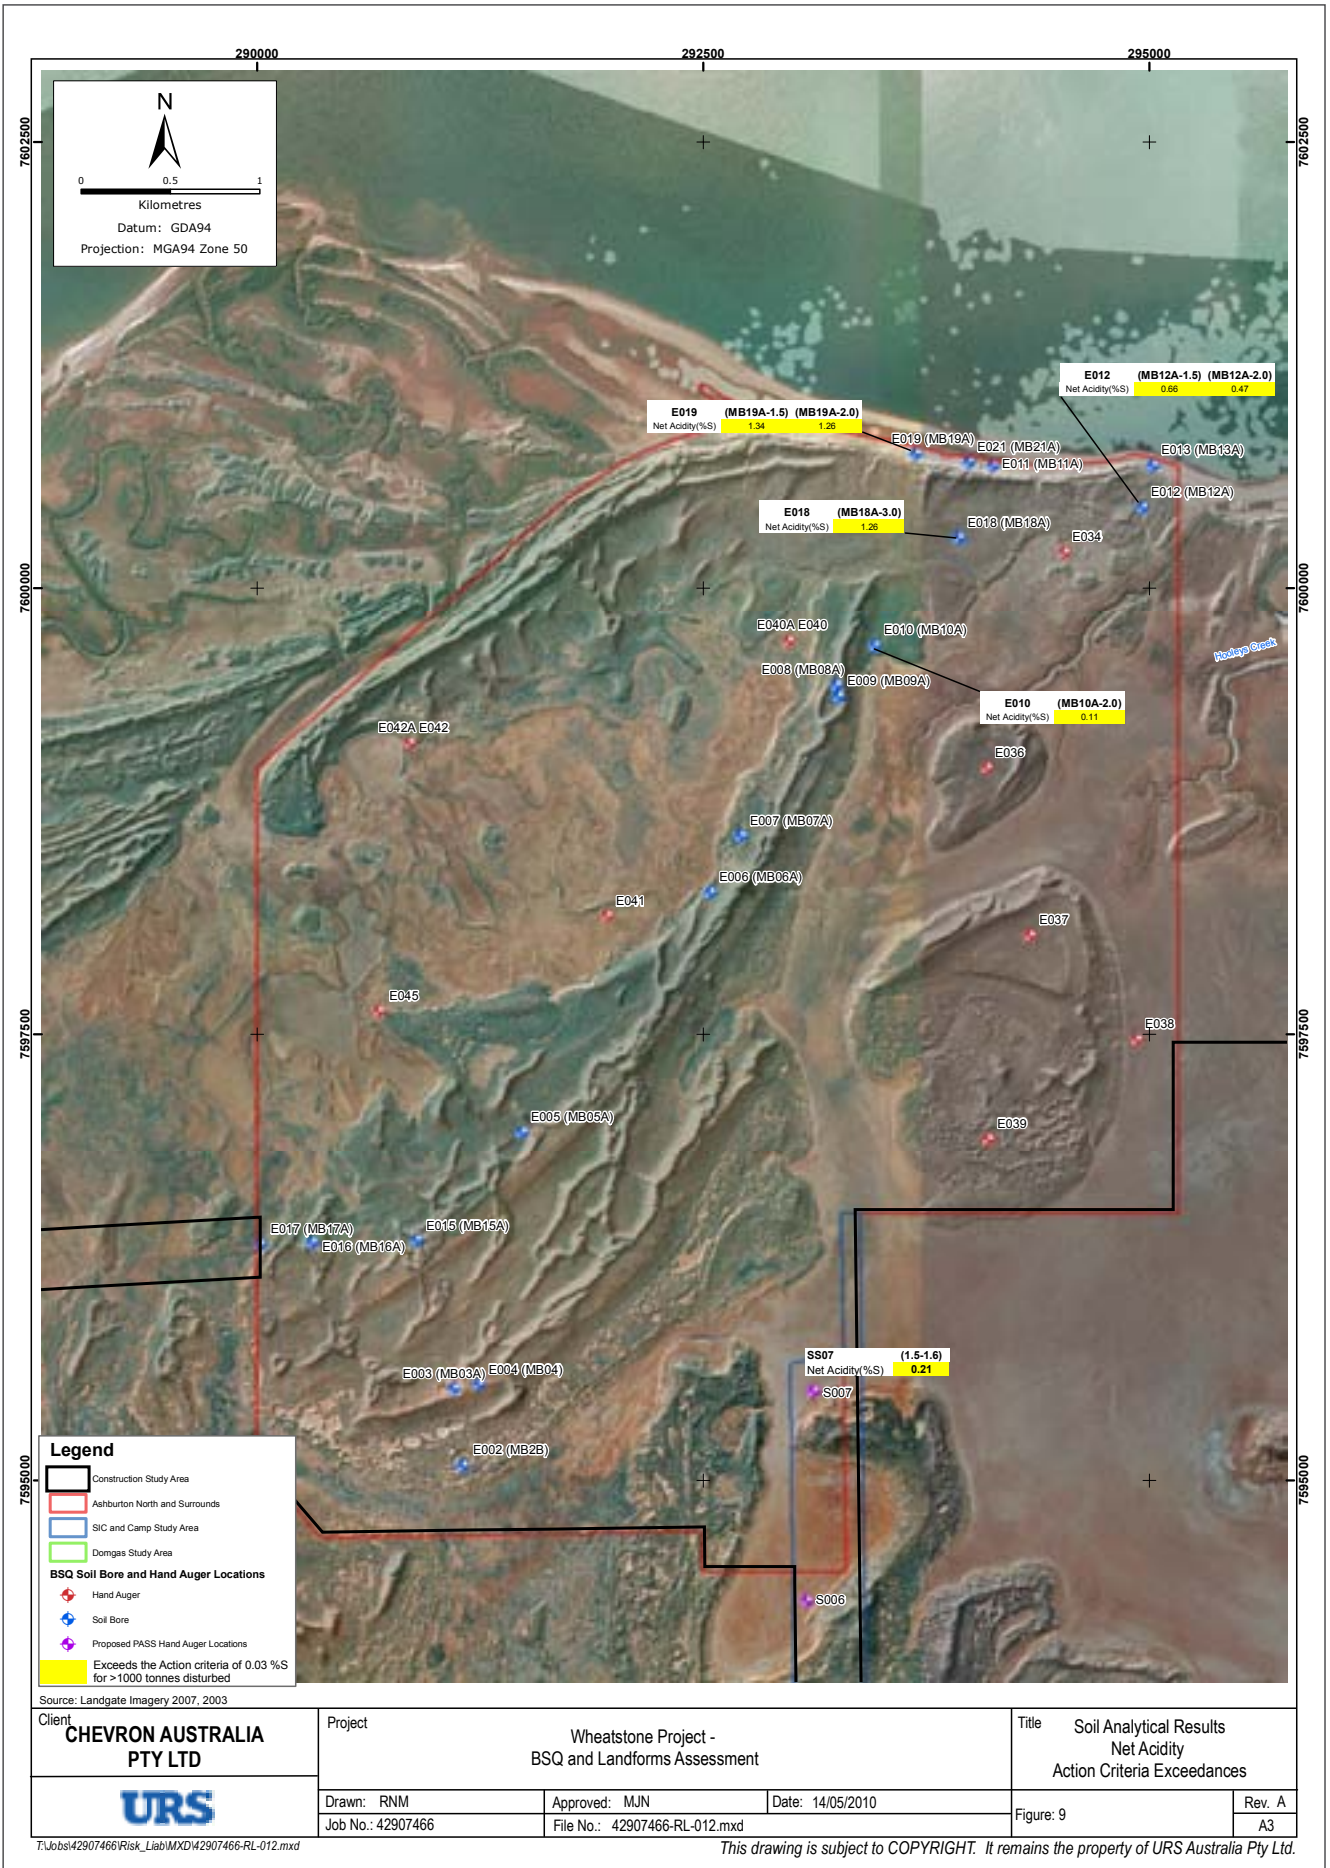 290000
292500
295000
7602500
7602500
N
0 0.5 1
Kilometres
Datum: GDA94
Projection: MGA94 Zone 50
E012 (MB12A-1.5) (MB12A-2.0)
Net Acidity(%S) 0.66 0.47
E019 (MB19A-1.5) (MB19A-2.0)
Net Acidity(%S) 1.34 1.26
E019 (MB19A)
E021 (MB21A)
E011 (MB11A)
E013 (MB13A)
E012 (MB12A)
E018 (MB18A-3.0)
Net Acidity(%S) 1.26
E018 (MB18A)
E034
7600000
7600000
E040A E040
E010 (MB10A)
Hooleys Creek
E008 (MB08A)
E009 (MB09A)
E010 (MB10A-2.0)
Net Acidity(%S) 0.11
E042A E042
E036
E007 (MB07A)
E006 (MB06A)
E041
E037
E045
E038
7597500
7597500
E005 (MB05A)
E039
E017 (MB17A)
E016 (MB16A)
E015 (MB15A)
SS07 (1.5-1.6)
Net Acidity(%S) 0.21
E003 (MB03A)
E004 (MB04)
S007
E002 (MB2B)
7595000
7595000
S006
Legend
Construction Study Area
Ashburton North and Surrounds
SIC and Camp Study Area
Domgas Study Area
BSQ Soil Bore and Hand Auger Locations
Hand Auger
Soil Bore
Proposed PASS Hand Auger Locations
Exceeds the Action criteria of 0.03 %S
for >1000 tonnes disturbed
Source: Landgate Imagery 2007, 2003
Client
CHEVRON AUSTRALIA
PTY LTD
URS
Project
Wheatstone Project -
BSQ and Landforms Assessment
Title
Soil Analytical Results
Net Acidity
Action Criteria Exceedances
Drawn: RNM
Approved: MJN
Date: 14/05/2010
Job No.: 42907466
File No.: 42907466-RL-012.mxd
Figure: 9
Rev. A
A3
T:\Jobs\42907466\Risk_Liab\MXD\42907466-RL-012.mxd
This drawing is subject to COPYRIGHT. It remains the property of URS Australia Pty Ltd.